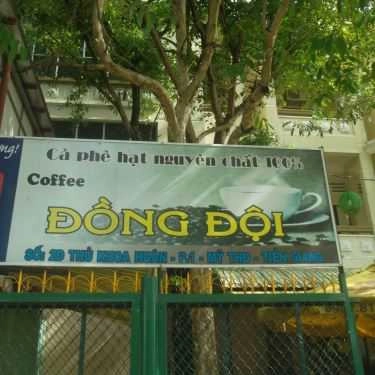 Cà phê hạt nguyên chất 100%
Coffee
ĐỒNG ĐỘI
SỐ: 2D THỦ KHOA HUÂN - P.1 - MỸ THO - TIỀN GIANG